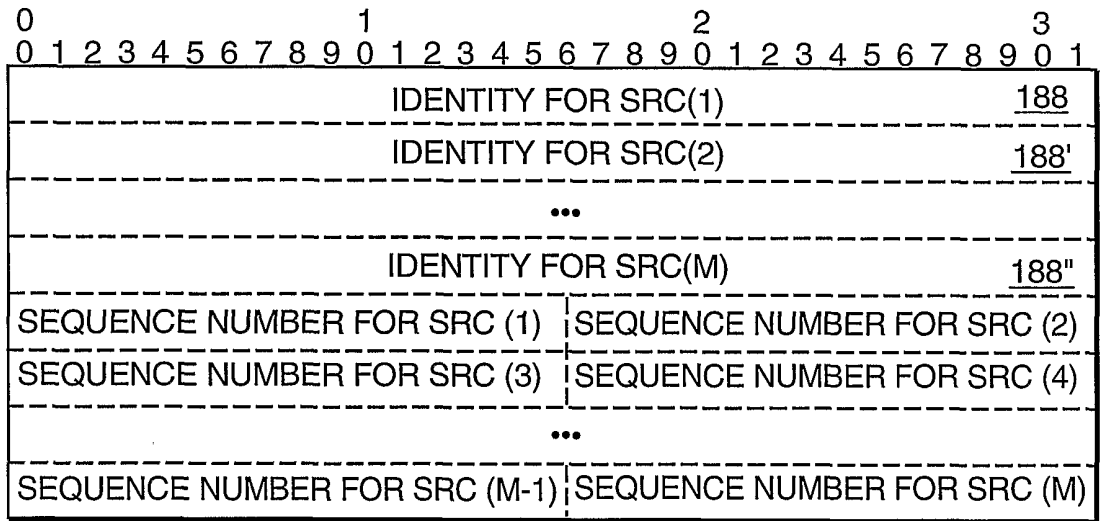 0 1 2 3
0 1 2 3 4 5 6 7 8 9 0 1 2 3 4 5 6 7 8 9 0 1 2 3 4 5 6 7 8 9 0 1
IDENTITY FOR SRC(1) 188
IDENTITY FOR SRC(2) 188'
•••
IDENTITY FOR SRC(M) 188"
SEQUENCE NUMBER FOR SRC (1) SEQUENCE NUMBER FOR SRC (2)
SEQUENCE NUMBER FOR SRC (3) SEQUENCE NUMBER FOR SRC (4)
•••
SEQUENCE NUMBER FOR SRC (M-1) SEQUENCE NUMBER FOR SRC (M)